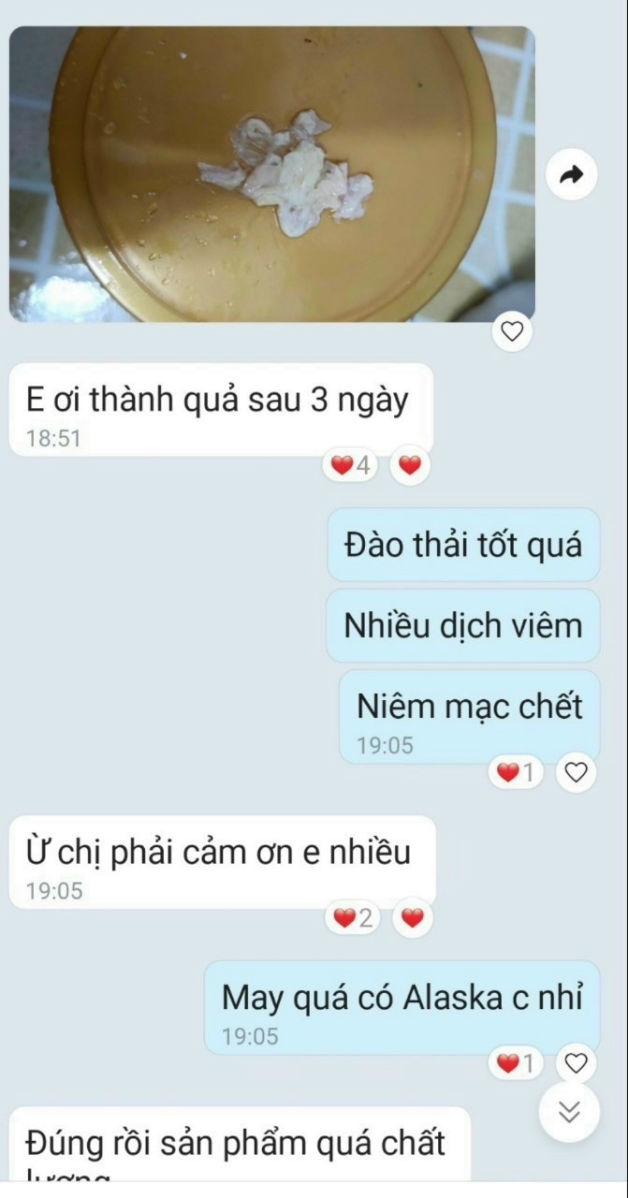 E ơi thành quả sau 3 ngày
18:51
4
Đào thải tốt quá
Nhiều dịch viêm
Niêm mạc chết
19:05
1
Ừ chị phải cảm ơn e nhiều
19:05
2
May quá có Alaska c nhỉ
19:05
1
Đúng rồi sản phẩm quá chất